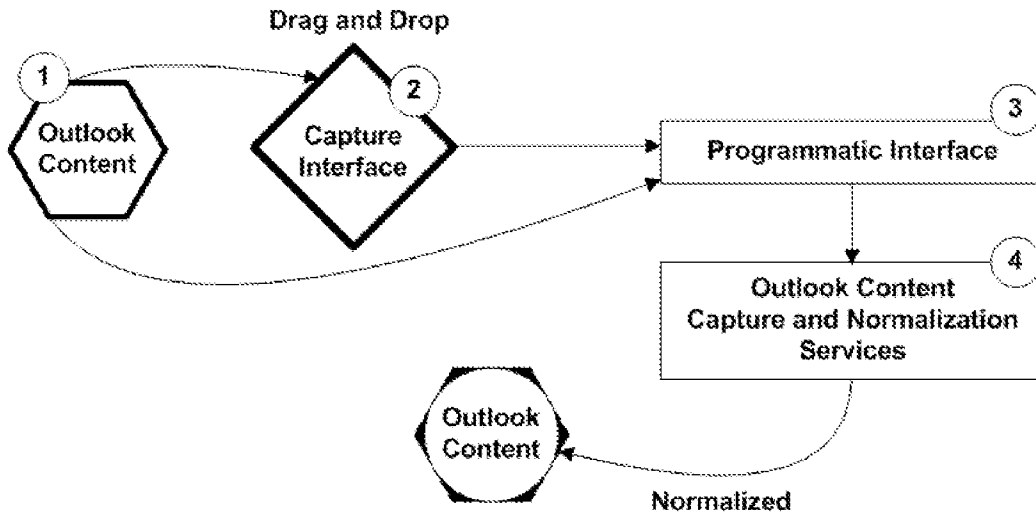 Drag and Drop
1
Outlook
Content
2
Capture
Interface
3
Programmatic Interface
4
Outlook Content
Capture and Normalization
Services
Outlook
Content
Normalized